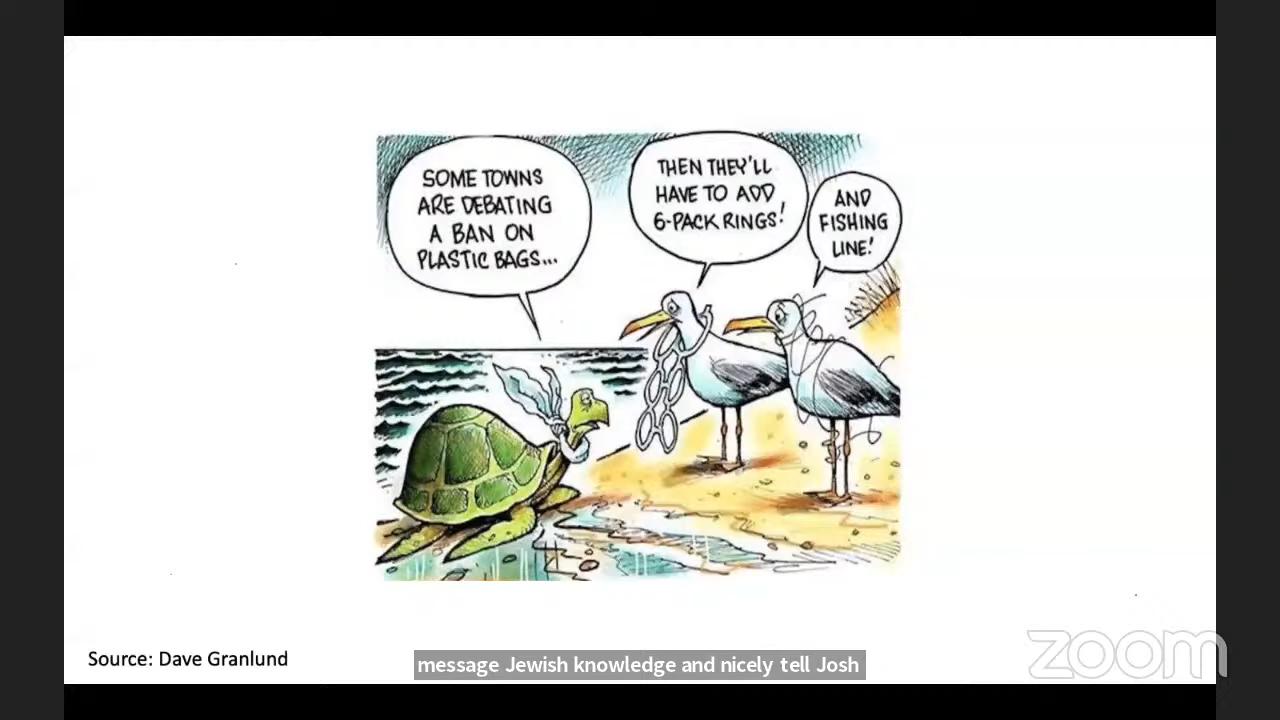 SOME TOWNS
ARE DEBATING
A BAN ON
PLASTIC BAGS...
THEN THEY'LL
HAVE TO ADD
6-PACK RINGS!
AND
FISHING
LINE!
Source: Dave Granlund
message Jewish knowledge and nicely tell Josh
zoom